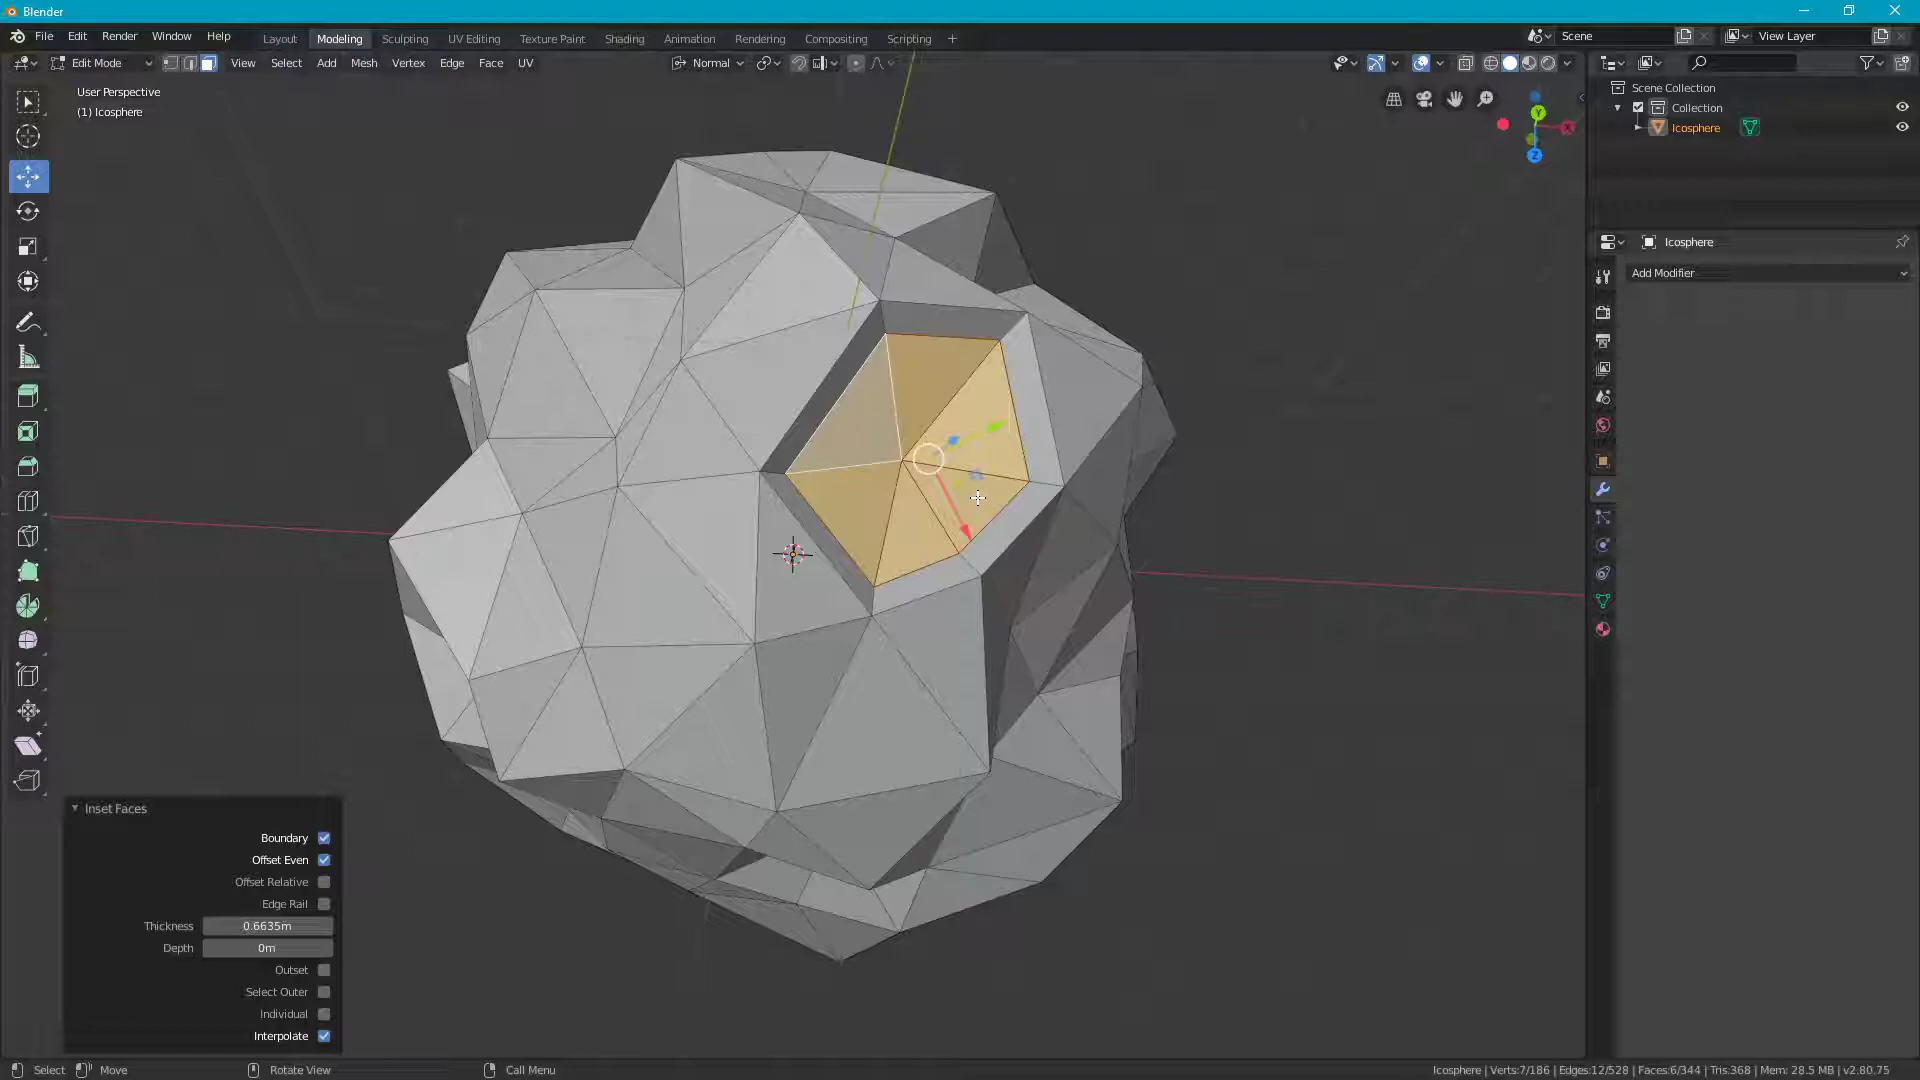 Blender
File Edit Render Window Help
Layout Modeling Sculpting UV Editing Texture Paint Shading Animation Rendering Compositing Scripting +
Scene
View Layer
Edit Mode
View Select Add Mesh Vertex Edge Face UV
Normal
User Perspective
(1) Icosphere
Y
X
Z
Scene Collection
Collection
Icosphere
Icosphere
Add Modifier
Inset Faces
Boundary
Offset Even
Offset Relative
Edge Rail
Thickness 0.6635m
Depth 0m
Outset
Select Outer
Individual
Interpolate
Select Move Rotate View Call Menu
Icosphere | Verts:7/186 | Edges:12/528 | Faces:6/344 | Tris:368 | Mem: 28.5 MB | v2.80.75